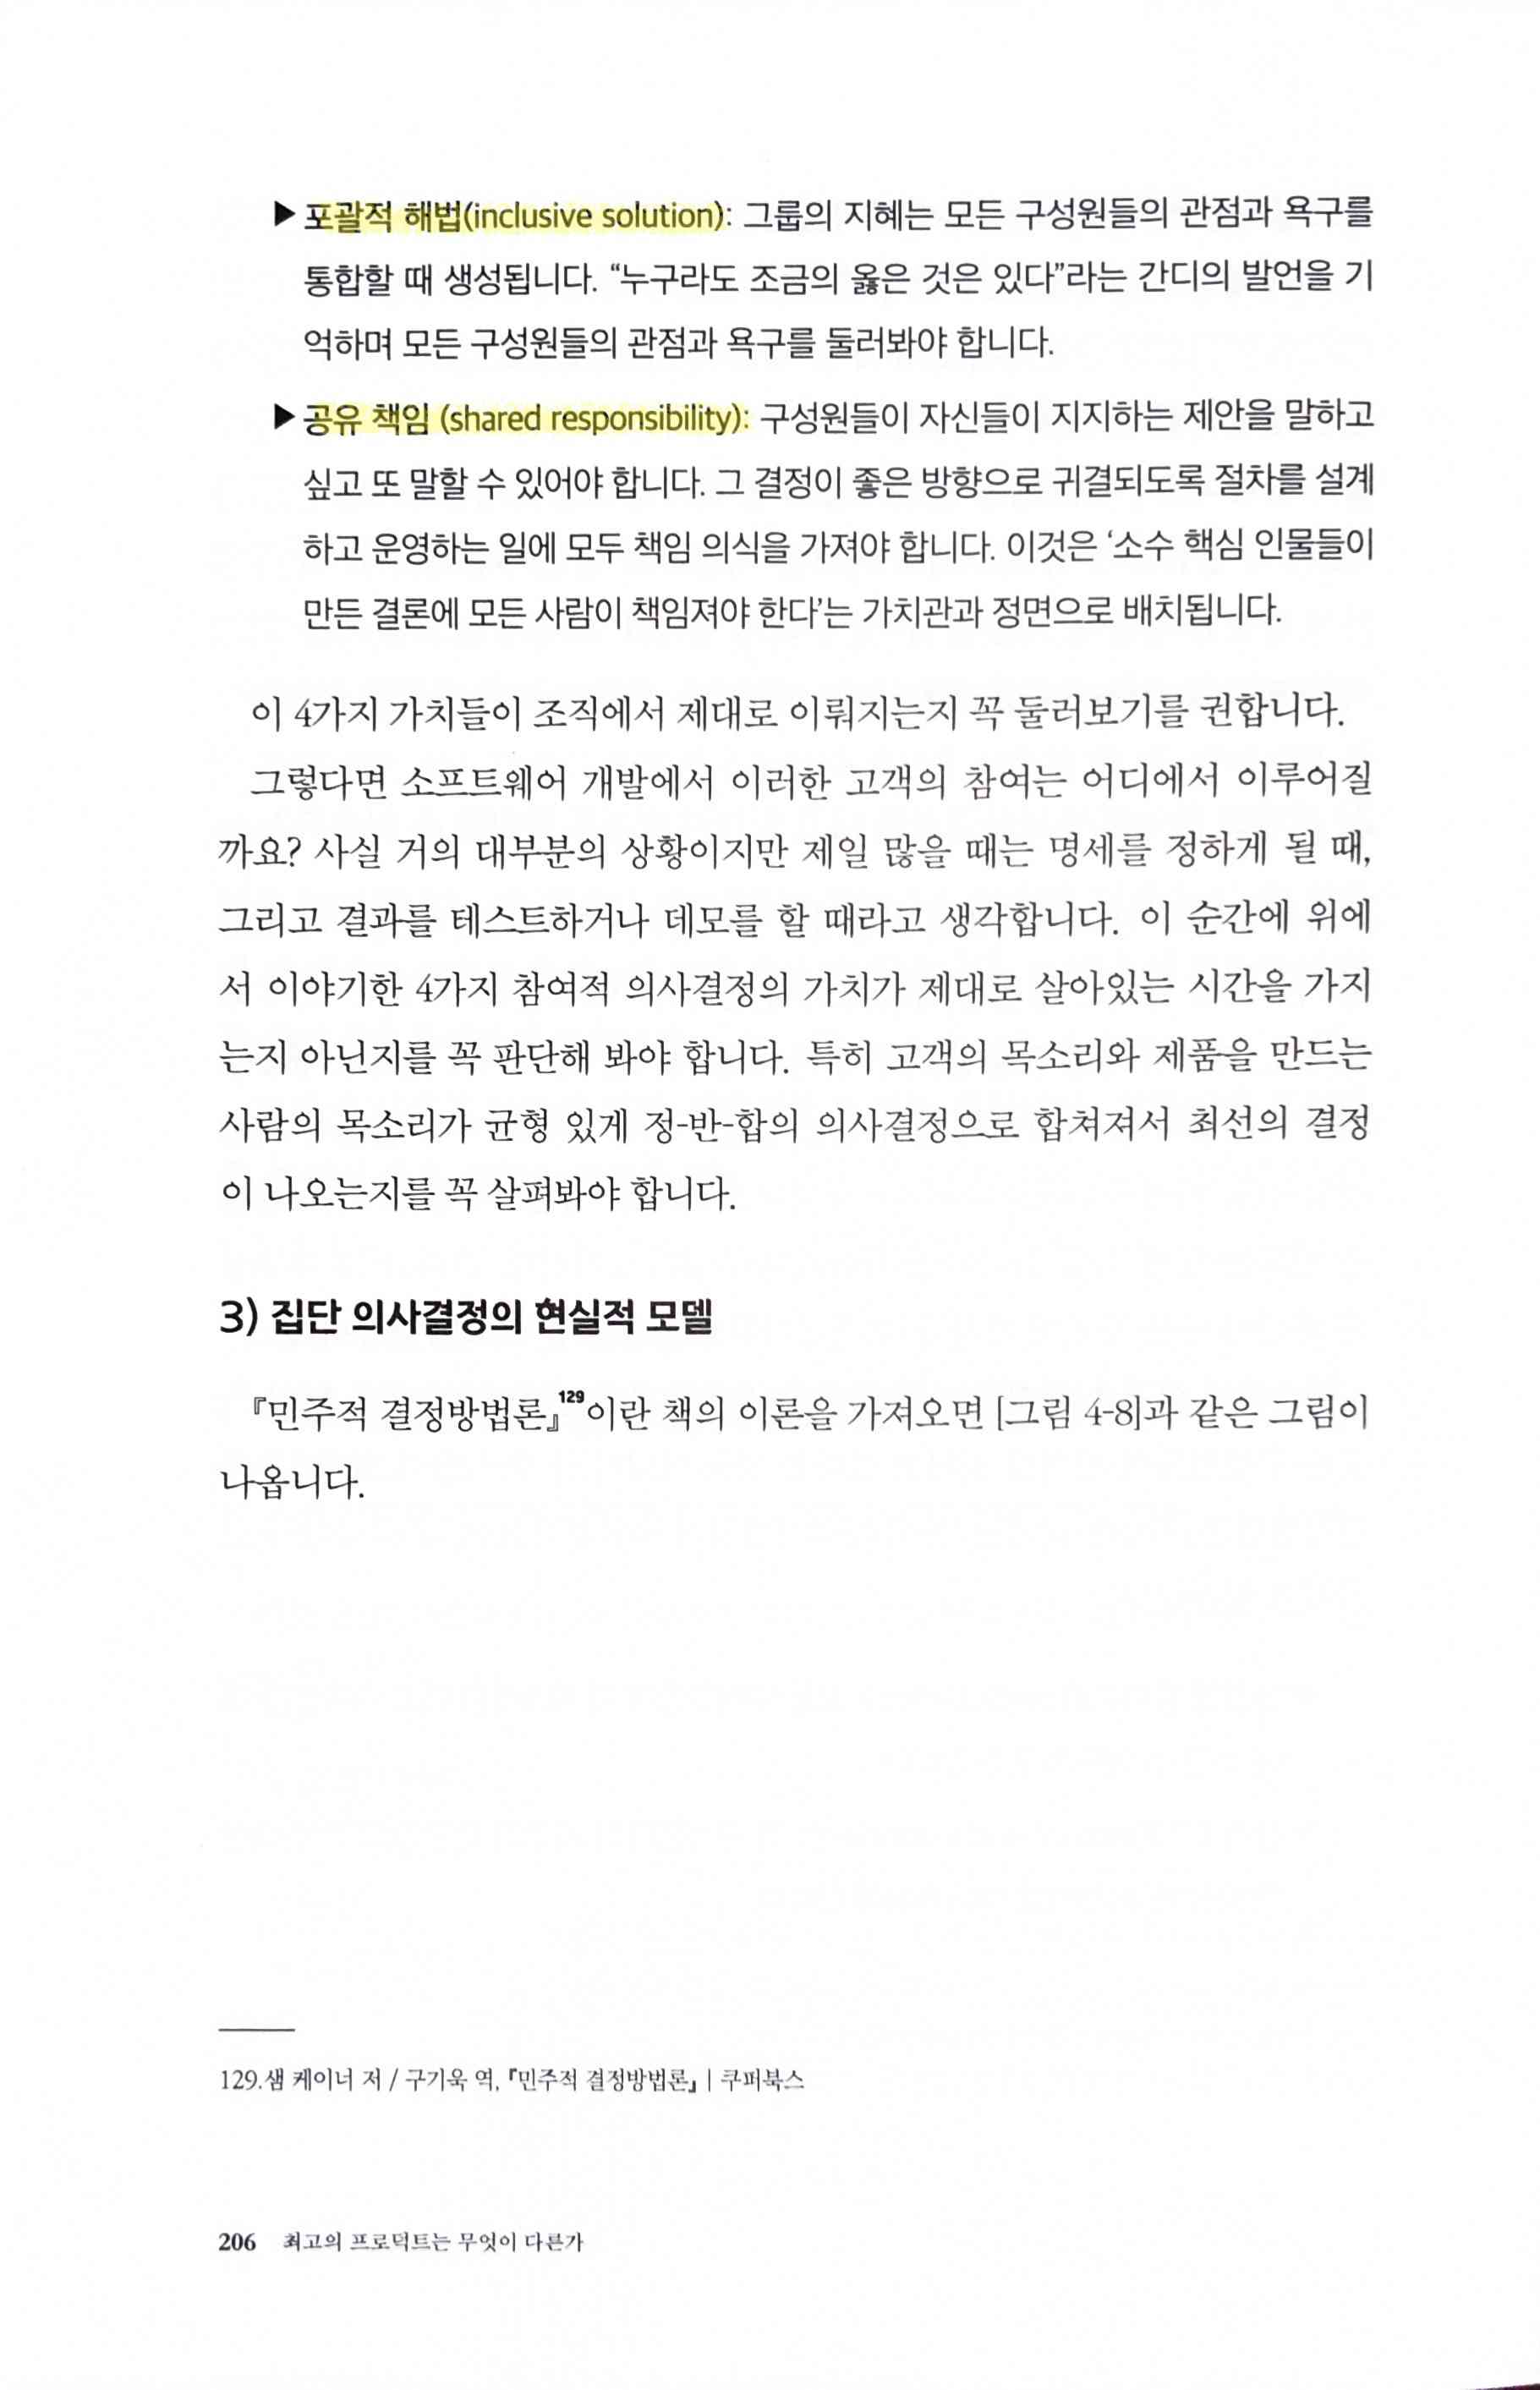 ▶ 포괄적 해법(inclusive solution): 그룹의 지혜는 모든 구성원들의 관점과 욕구를
통합할 때 생성됩니다. “누구라도 조금의 옳은 것은 있다”라는 간디의 발언을 기
억하며 모든 구성원들의 관점과 욕구를 둘러봐야 합니다.
▶ 공유 책임 (shared responsibility): 구성원들이 자신들이 지지하는 제안을 말하고
싶고 또 말할 수 있어야 합니다. 그 결정이 좋은 방향으로 귀결되도록 절차를 설계
하고 운영하는 일에 모두 책임 의식을 가져야 합니다. 이것은 ‘소수 핵심 인물들이
만든 결론에 모든 사람이 책임져야 한다’는 가치관과 정면으로 배치됩니다.
이 4가지 가치들이 조직에서 제대로 이뤄지는지 꼭 둘러보기를 권합니다.
그렇다면 소프트웨어 개발에서 이러한 고객의 참여는 어디에서 이루어질
까요? 사실 거의 대부분의 상황이지만 제일 많을 때는 명세를 정하게 될 때,
그리고 결과를 테스트하거나 데모를 할 때라고 생각합니다. 이 순간에 위에
서 이야기한 4가지 참여적 의사결정의 가치가 제대로 살아있는 시간을 가지
는지 아닌지를 꼭 판단해 봐야 합니다. 특히 고객의 목소리와 제품을 만드는
사람의 목소리가 균형 있게 정-반-합의 의사결정으로 합쳐져서 최선의 결정
이 나오는지를 꼭 살펴봐야 합니다.
3) 집단 의사결정의 현실적 모델
『민주적 결정방법론』129이란 책의 이론을 가져오면 [그림 4-8]과 같은 그림이
나옵니다.
129.샘 케이너 저 / 구기욱 역, 『민주적 결정방법론』 | 쿠퍼북스
206 최고의 프로덕트는 무엇이 다른가